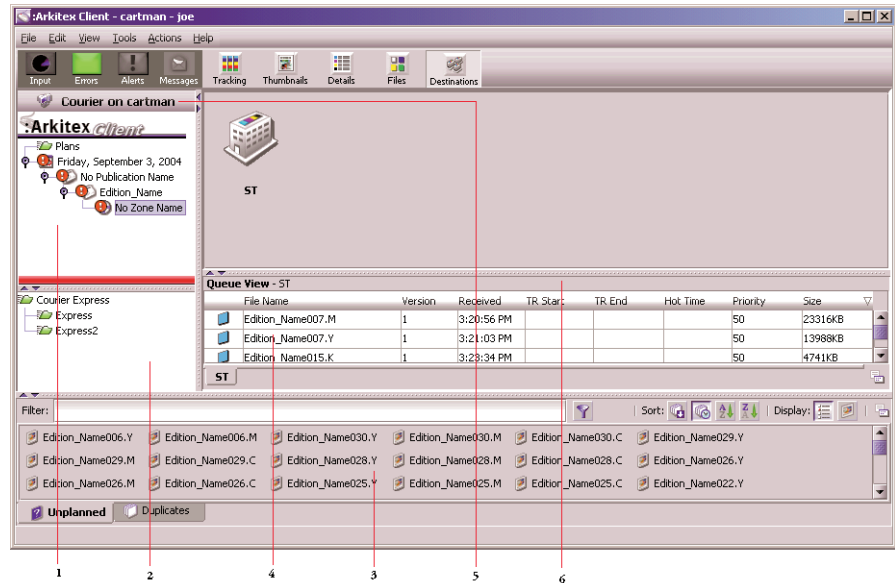 :Arkitex Client - cartman - joe
File Edit View Tools Actions Help
Input Errors Alerts Messages Tracking Thumbnails Details Files Destinations
Courier on cartman
:Arkitex Client
Plans
Friday, September 3, 2004
No Publication Name
Edition_Name
No Zone Name
ST
Queue View - ST
File Name Version Received TR Start TR End Hot Time Priority Size
Edition_Name007.M 1 3:20:56 PM 50 23316KB
Edition_Name007.Y 1 3:21:03 PM 50 13988KB
Edition_Name015.K 1 3:23:34 PM 50 4741KB
ST
Courier Express
Express
Express2
Filter: Sort: Display:
Edition_Name006.Y Edition_Name006.M Edition_Name030.Y Edition_Name030.M Edition_Name030.C Edition_Name029.Y
Edition_Name029.M Edition_Name029.C Edition_Name028.Y Edition_Name028.M Edition_Name028.C Edition_Name026.Y
Edition_Name026.M Edition_Name026.C Edition_Name025.Y Edition_Name025.M Edition_Name025.C Edition_Name022.Y
Unplanned Duplicates
1 2 4 3 5 6